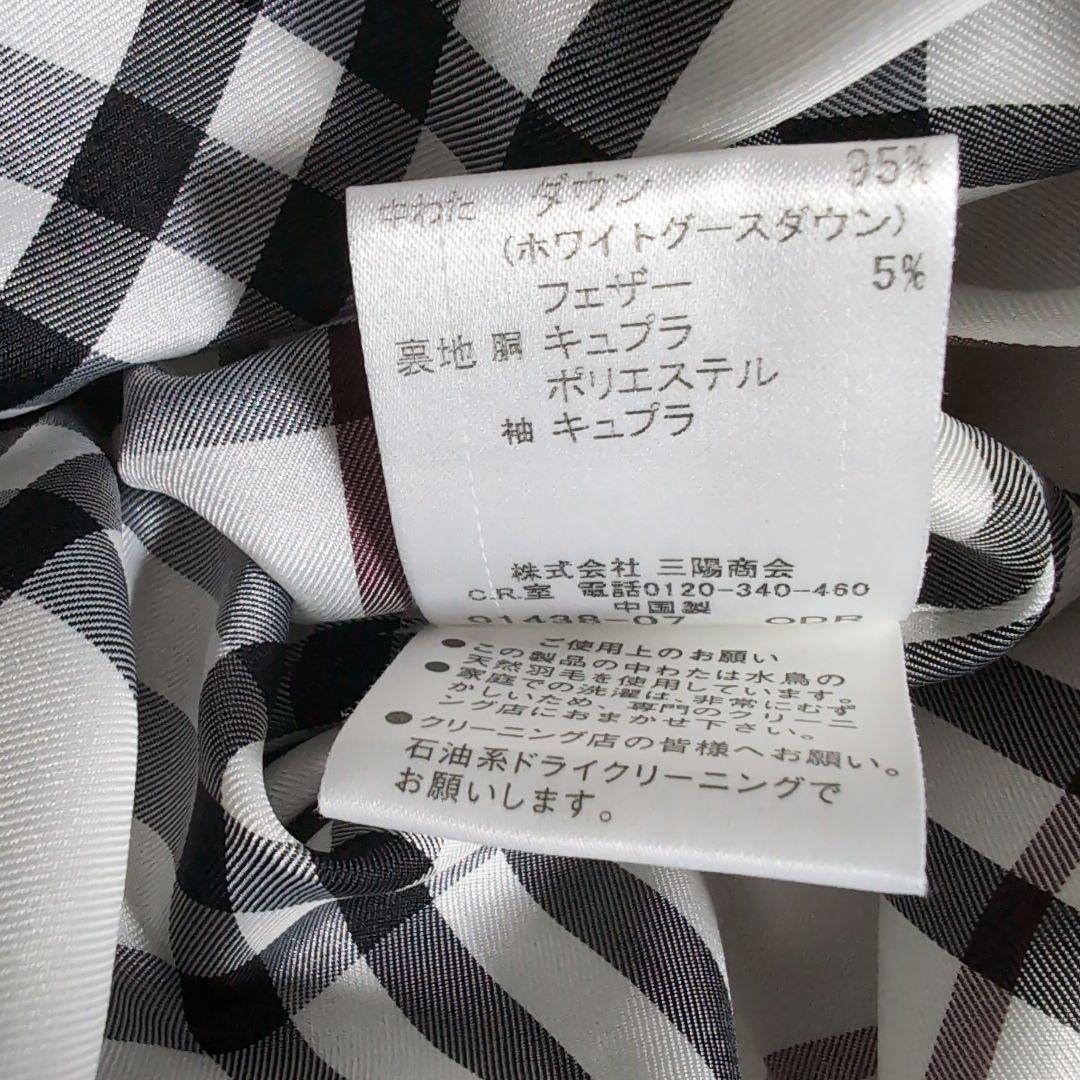 中わた ダウン 95%
(ホワイトグースダウン)
フェザー 5%
裏地 胴 キュプラ
ポリエステル
袖 キュプラ
株式会社 三陽商会
C.R.室 電話0120-340-460
中国製
01438-07 QDR
● ご使用上のお願い
この製品の中わたは水鳥の
天然羽毛を使用しています。
● 家庭での洗濯は、非常にむず
かしいため、専門のクリーニ
ング店におまかせ下さい。
● クリーニング店の皆様へお願い。
石油系ドライクリーニングで
お願いします。